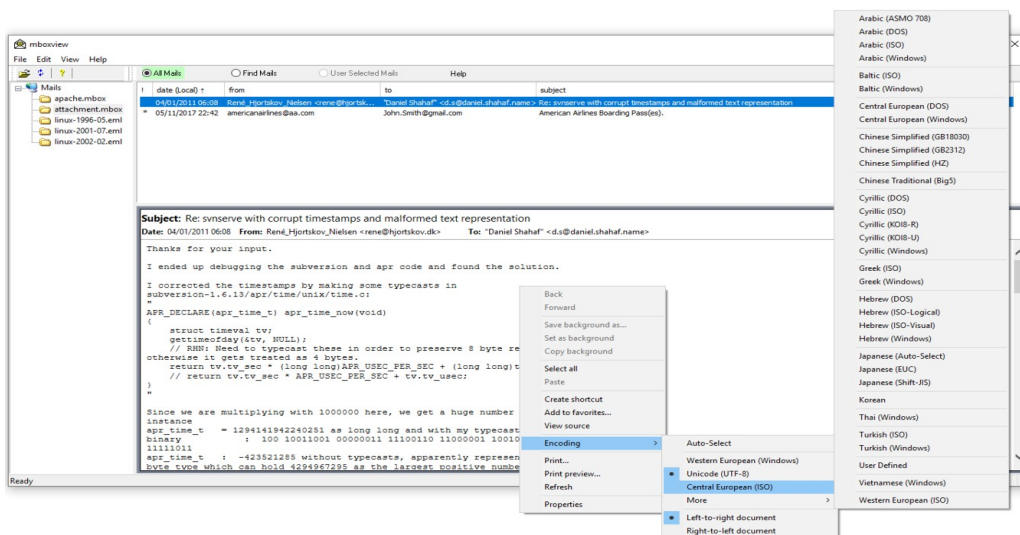 mboxview
File Edit View Help
All Mails Find Mails User Selected Mails Help
Mails
apache.mbox
attachment.mbox
linux-1996-05.eml
linux-2001-07.eml
linux-2002-02.eml
! date (Local) ↑ from to subject
04/01/2011 06:08 René_Hjortskov_Nielsen <rene@hjortsk... "Daniel Shahaf" <d.s@daniel.shahaf.name> Re: svnserve with corrupt timestamps and malformed text representation
* 05/11/2017 22:42 americanairlines@aa.com John.Smith@gmail.com American Airlines Boarding Pass(es).
Subject: Re: svnserve with corrupt timestamps and malformed text representation
Date: 04/01/2011 06:08 From: René_Hjortskov_Nielsen <rene@hjortskov.dk> To: "Daniel Shahaf" <d.s@daniel.shahaf.name>
Thanks for your input.
I ended up debugging the subversion and apr code and found the solution.
I corrected the timestamps by making some typecasts in
subversion-1.6.13/apr/time/unix/time.c:
"
APR_DECLARE(apr_time_t) apr_time_now(void)
{
struct timeval tv;
gettimeofday(&tv, NULL);
// RHN: Need to typecast these in order to preserve 8 byte re
otherwise it gets treated as 4 bytes.
return tv.tv_sec * (long long)APR_USEC_PER_SEC + (long long)t
// return tv.tv_sec * APR_USEC_PER_SEC + tv.tv_usec;
}
"
Since we are multiplying with 1000000 here, we get a huge number
instance
apr_time_t = 1294141942240251 as long long and with my typecast
binary : 100 10011001 00000011 11100110 11000001 10010
11111011
apr_time_t : -423521285 without typecasts, apparently represen
byte type which can hold 4294967295 as the largest positive numbe
Ready
Back
Forward
Save background as...
Set as background
Copy background
Select all
Paste
Create shortcut
Add to favorites...
View source
Encoding >
Print...
Print preview...
Refresh
Properties
Auto-Select
Western European (Windows)
Unicode (UTF-8)
Central European (ISO)
More >
Left-to-right document
Right-to-left document
Arabic (ASMO 708)
Arabic (DOS)
Arabic (ISO)
Arabic (Windows)
Baltic (ISO)
Baltic (Windows)
Central European (DOS)
Central European (Windows)
Chinese Simplified (GB18030)
Chinese Simplified (GB2312)
Chinese Simplified (HZ)
Chinese Traditional (Big5)
Cyrillic (DOS)
Cyrillic (ISO)
Cyrillic (KOI8-R)
Cyrillic (KOI8-U)
Cyrillic (Windows)
Greek (ISO)
Greek (Windows)
Hebrew (DOS)
Hebrew (ISO-Logical)
Hebrew (ISO-Visual)
Hebrew (Windows)
Japanese (Auto-Select)
Japanese (EUC)
Japanese (Shift-JIS)
Korean
Thai (Windows)
Turkish (ISO)
Turkish (Windows)
User Defined
Vietnamese (Windows)
Western European (ISO)